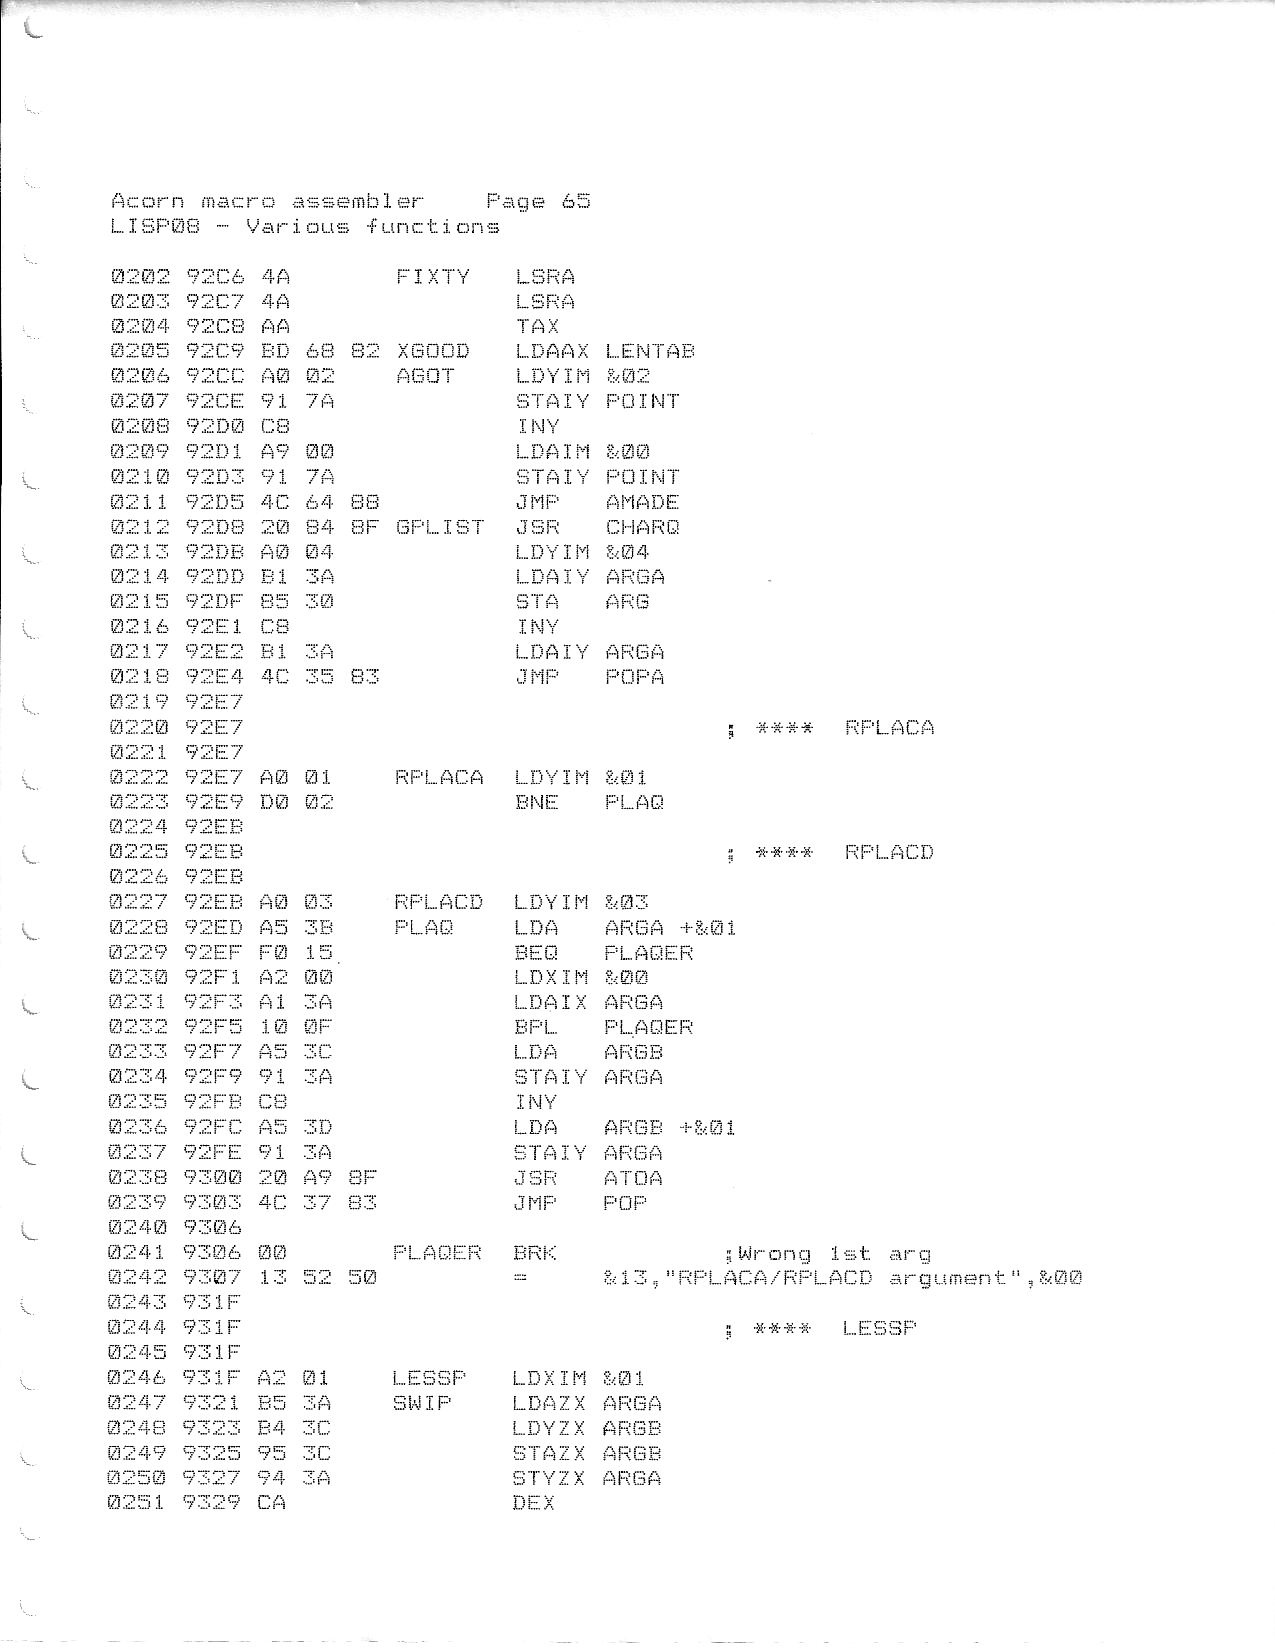 Acorn macro assembler    Page 65
LISP08 - Various functions
0202 92C6 4A       FIXTY   LSRA
0203 92C7 4A               LSRA
0204 92C8 AA               TAX
0205 92C9 BD 68 82 XGOOD   LDAAX LENTAB
0206 92CC A0 02    AGOT    LDYIM &02
0207 92CE 91 7A            STAIY POINT
0208 92D0 C8               INY
0209 92D1 A9 00            LDAIM &00
0210 92D3 91 7A            STAIY POINT
0211 92D5 4C 64 88         JMP   AMADE
0212 92D8 20 84 8F GPLIST  JSR   CHARQ
0213 92DB A0 04            LDYIM &04
0214 92DD B1 3A            LDAIY ARGA
0215 92DF 85 30            STA   ARG
0216 92E1 C8               INY
0217 92E2 B1 3A            LDAIY ARGA
0218 92E4 4C 35 83         JMP   POPA
0219 92E7
0220 92E7                                ; ****  RPLACA
0221 92E7
0222 92E7 A0 01    RPLACA  LDYIM &01
0223 92E9 D0 02            BNE   PLAQ
0224 92EB
0225 92EB                                ; ****  RPLACD
0226 92EB
0227 92EB A0 03    RPLACD  LDYIM &03
0228 92ED A5 3B    PLAQ    LDA   ARGA +&01
0229 92EF F0 15            BEQ   PLAQER
0230 92F1 A2 00            LDXIM &00
0231 92F3 A1 3A            LDAIX ARGA
0232 92F5 10 0F            BPL   PLAQER
0233 92F7 A5 3C            LDA   ARGB
0234 92F9 91 3A            STAIY ARGA
0235 92FB C8               INY
0236 92FC A5 3D            LDA   ARGB +&01
0237 92FE 91 3A            STAIY ARGA
0238 9300 20 A9 8F         JSR   ATOA
0239 9303 4C 37 83         JMP   POP
0240 9306
0241 9306 00       PLAQER  BRK           ;Wrong 1st arg
0242 9307 13 52 50         =     &13,"RPLACA/RPLACD argument",&00
0243 931F
0244 931F                                ; ****  LESSP
0245 931F
0246 931F A2 01    LESSP   LDXIM &01
0247 9321 B5 3A    SWIP    LDAZX ARGA
0248 9323 B4 3C            LDYZX ARGB
0249 9325 95 3C            STAZX ARGB
0250 9327 94 3A            STYZX ARGA
0251 9329 CA               DEX